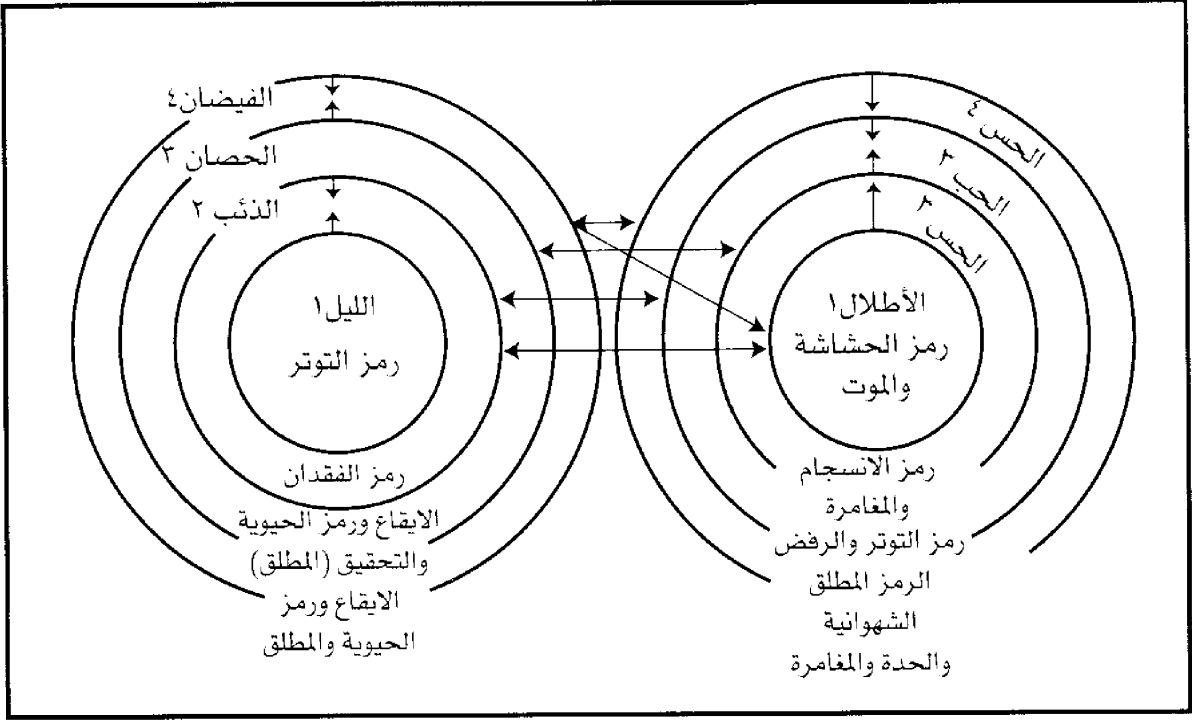 الحس ٤
الحب ٣
الحس ٢
الأطلال١
رمز الحشاشة
والموت
رمز الانسجام
والمغامرة
رمز التوتر والرفض
الرمز المطلق
الشهوانية
والحدة والمغامرة
الفيضان٤
الحصان ٣
الذئب ٢
الليل١
رمز التوتر
رمز الفقدان
الايقاع ورمز الحيوية
والتحقيق (المطلق)
الايقاع ورمز
الحيوية والمطلق